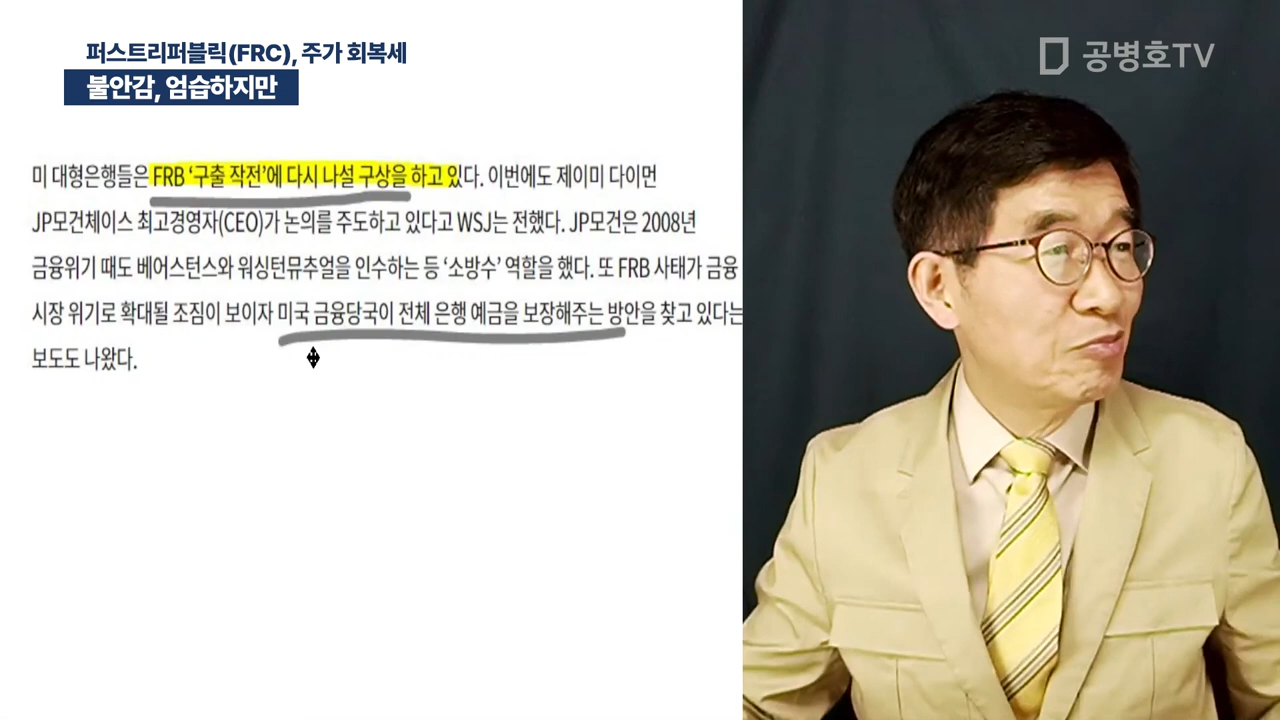 퍼스트리퍼블릭(FRC), 주가 회복세
불안감, 엄습하지만
공병호TV
미 대형은행들은 FRB ‘구출 작전’에 다시 나설 구상을 하고 있다. 이번에도 제이미 다이먼
JP모건체이스 최고경영자(CEO)가 논의를 주도하고 있다고 WSJ는 전했다. JP모건은 2008년
금융위기 때도 베어스턴스와 워싱턴뮤추얼을 인수하는 등 ‘소방수’ 역할을 했다. 또 FRB 사태가 금융
시장 위기로 확대될 조짐이 보이자 미국 금융당국이 전체 은행 예금을 보장해주는 방안을 찾고 있다는
보도도 나왔다.